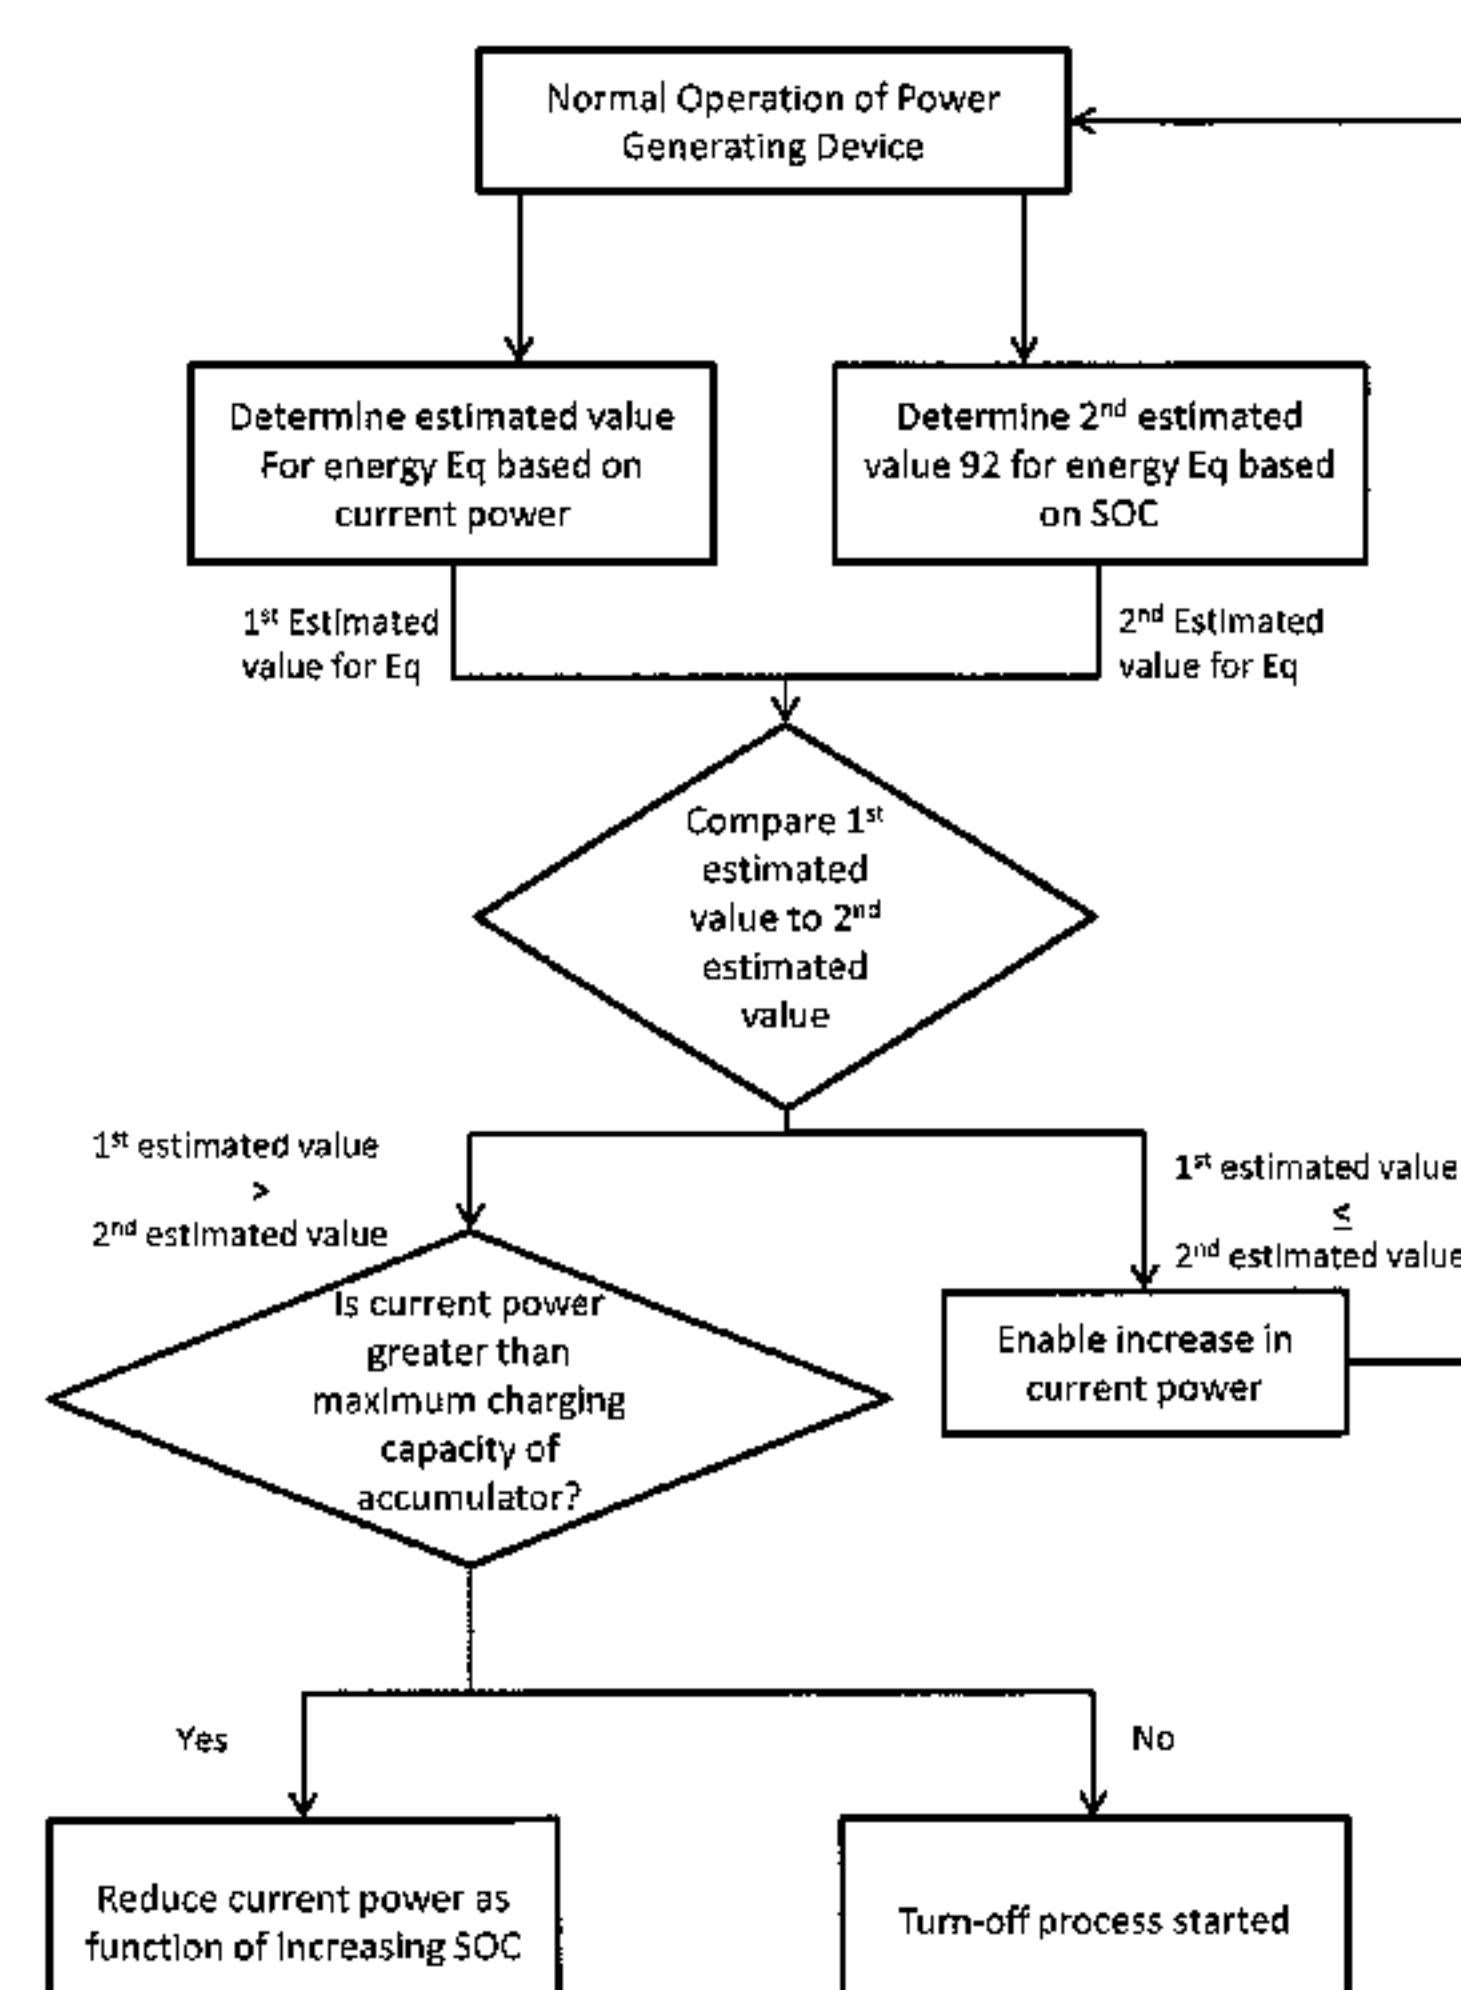 Normal Operation of Power
Generating Device
Determine estimated value
For energy Eq based on
current power
Determine 2nd estimated
value 92 for energy Eq based
on SOC
1st Estimated
value for Eq
2nd Estimated
value for Eq
Compare 1st
estimated
value to 2nd
estimated
value
1st estimated value
>
2nd estimated value
1st estimated value
≤
2nd estimated value
Is current power
greater than
maximum charging
capacity of
accumulator?
Enable increase in
current power
Yes
No
Reduce current power as
function of increasing SOC
Turn-off process started